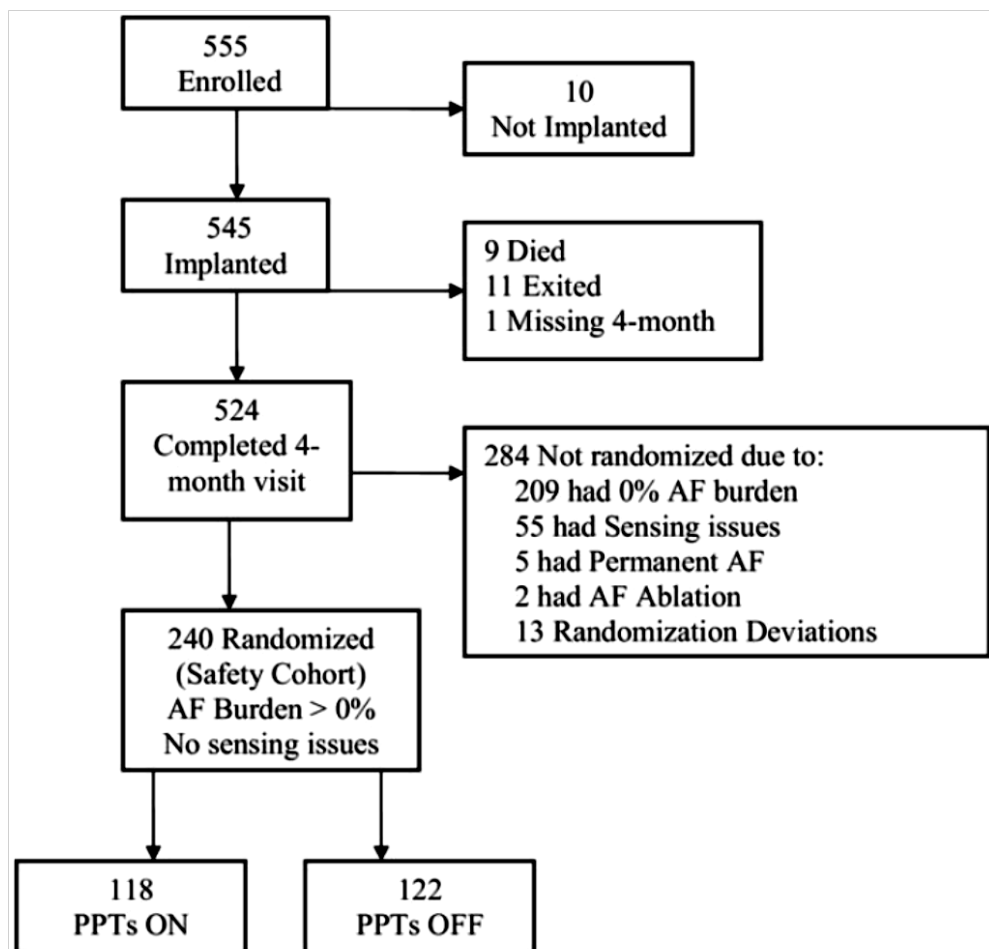 555
Enrolled
10
Not Implanted
545
Implanted
9 Died
11 Exited
1 Missing 4-month
524
Completed 4-
month visit
284 Not randomized due to:
209 had 0% AF burden
55 had Sensing issues
5 had Permanent AF
2 had AF Ablation
13 Randomization Deviations
240 Randomized
(Safety Cohort)
AF Burden > 0%
No sensing issues
118
PPTs ON
122
PPTs OFF